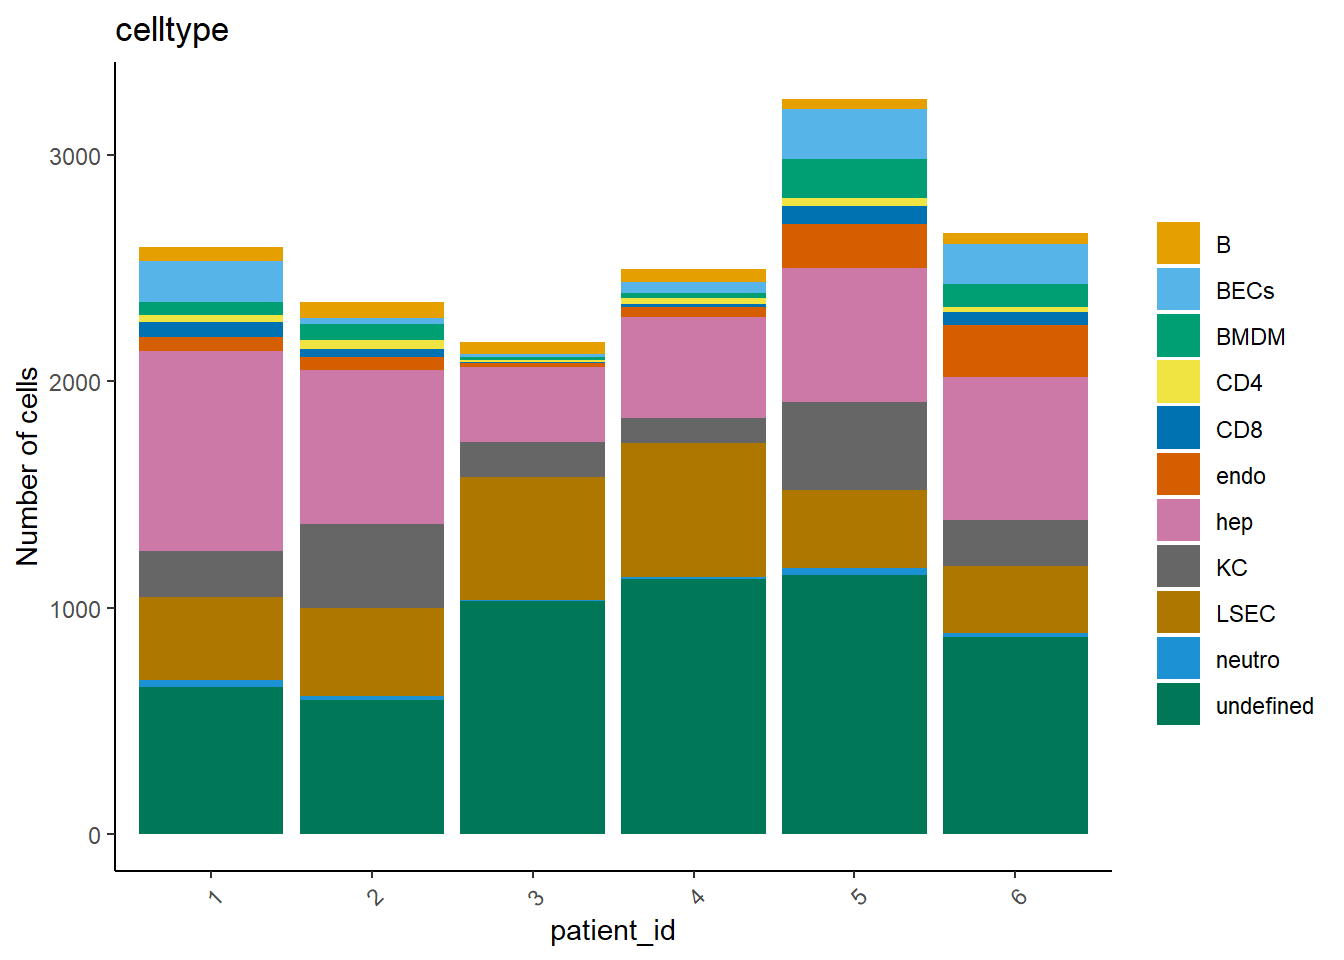 celltype
Number of cells
3000
2000
1000
0
1
2
3
4
5
6
patient_id
B
BECs
BMDM
CD4
CD8
endo
hep
KC
LSEC
neutro
undefined